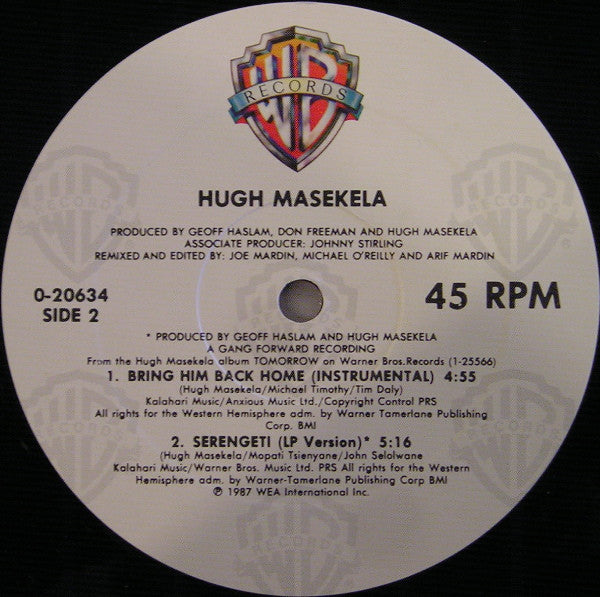 WB
RECORDS
HUGH MASEKELA
PRODUCED BY GEOFF HASLAM, DON FREEMAN AND HUGH MASEKELA
ASSOCIATE PRODUCER: JOHNNY STIRLING
REMIXED AND EDITED BY: JOE MARDIN, MICHAEL O'REILLY AND ARIF MARDIN
0-20634
SIDE 2
45 RPM
* PRODUCED BY GEOFF HASLAM AND HUGH MASEKELA
A GANG FORWARD RECORDING
From the Hugh Masekela album TOMORROW on Warner Bros.Records (1-25566)
1. BRING HIM BACK HOME (INSTRUMENTAL) 4:55
(Hugh Masekela/Michael Timothy/Tim Daly)
Kalahari Music/Anxious Music Ltd./Copyright Control PRS
All rights for the Western Hemisphere adm. by Warner Tamerlane Publishing
Corp. BMI
2. SERENGETI (LP Version)* 5:16
(Hugh Masekela/Mopati Tsienyane/John Selolwane)
Kalahari Music/Warner Bros. Music Ltd. PRS All rights for the Western
Hemisphere adm. by Warner-Tamerlane Publishing Corp BMI
℗ 1987 WEA International Inc.